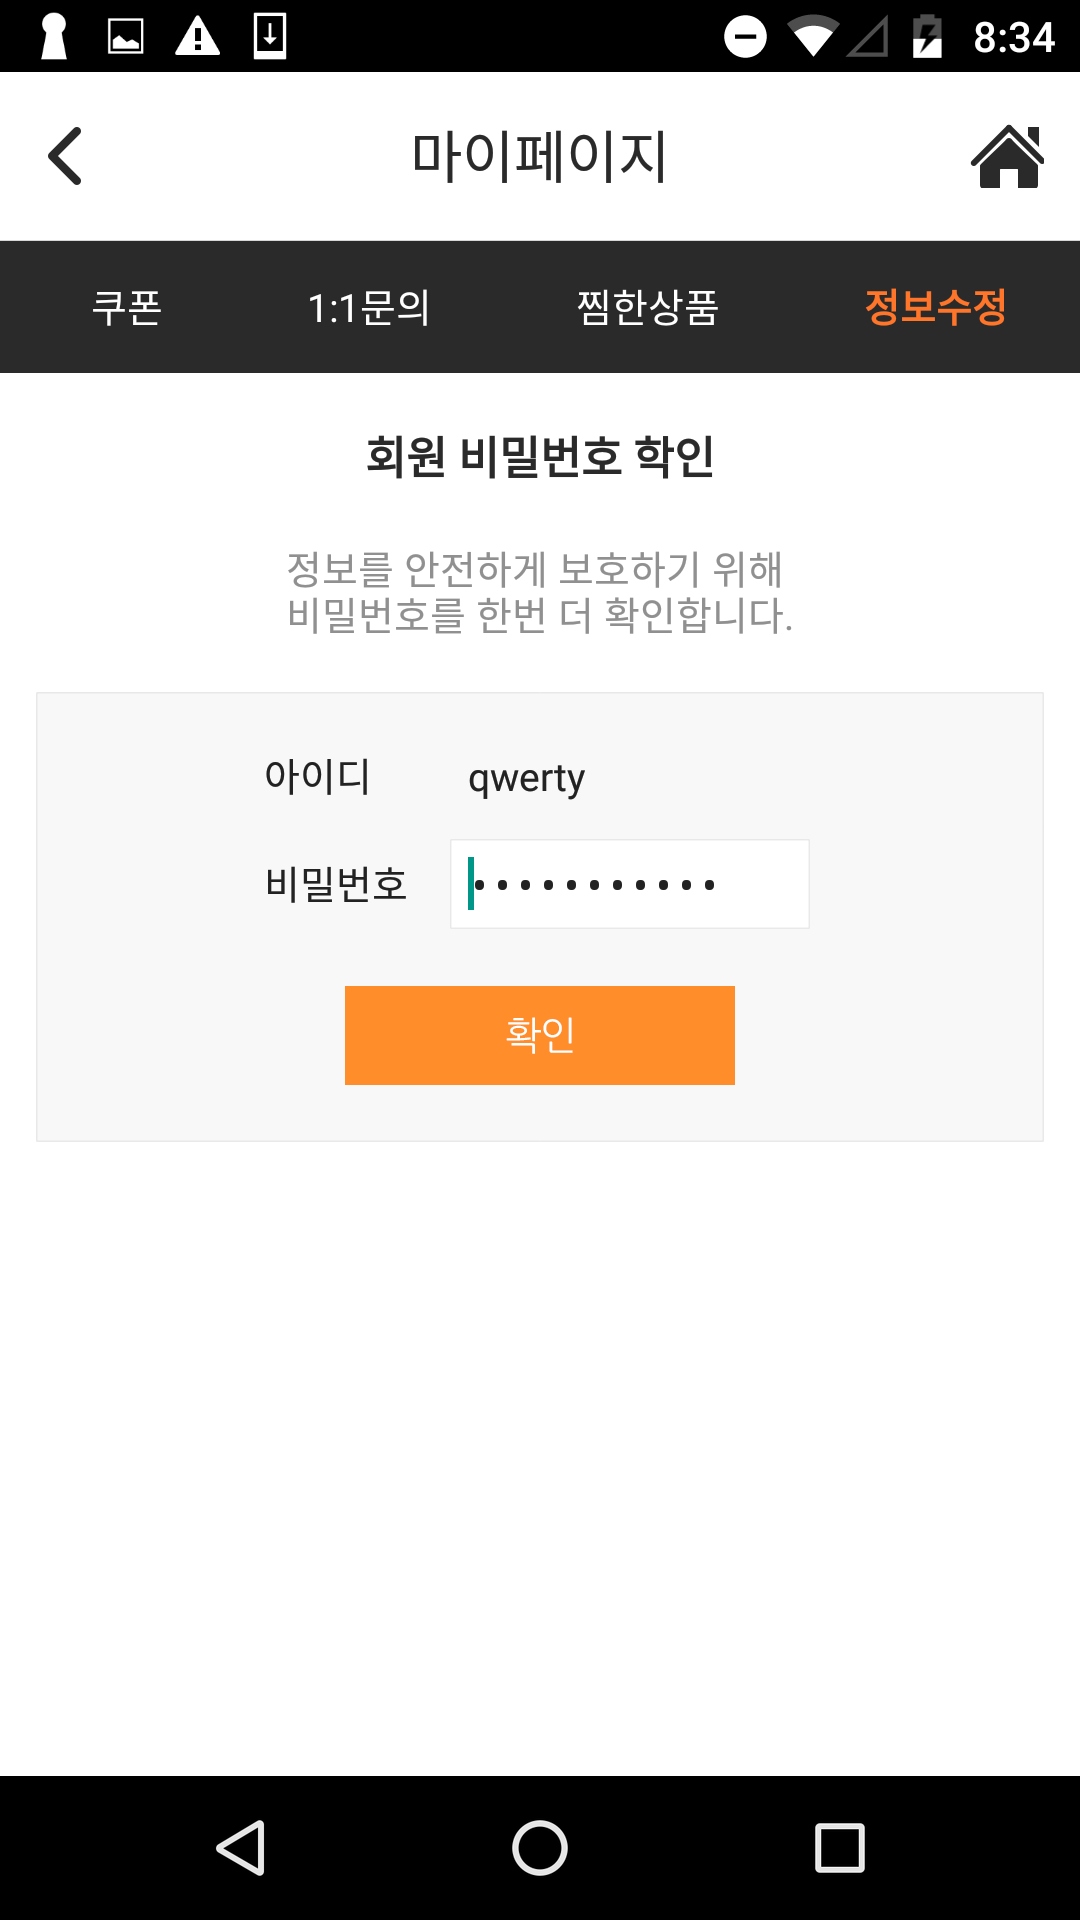 8:34
마이페이지
쿠폰 1:1문의 찜한상품 정보수정
회원 비밀번호 학인
정보를 안전하게 보호하기 위해
비밀번호를 한번 더 확인합니다.
아이디 qwerty
비밀번호 •••••••••••
확인